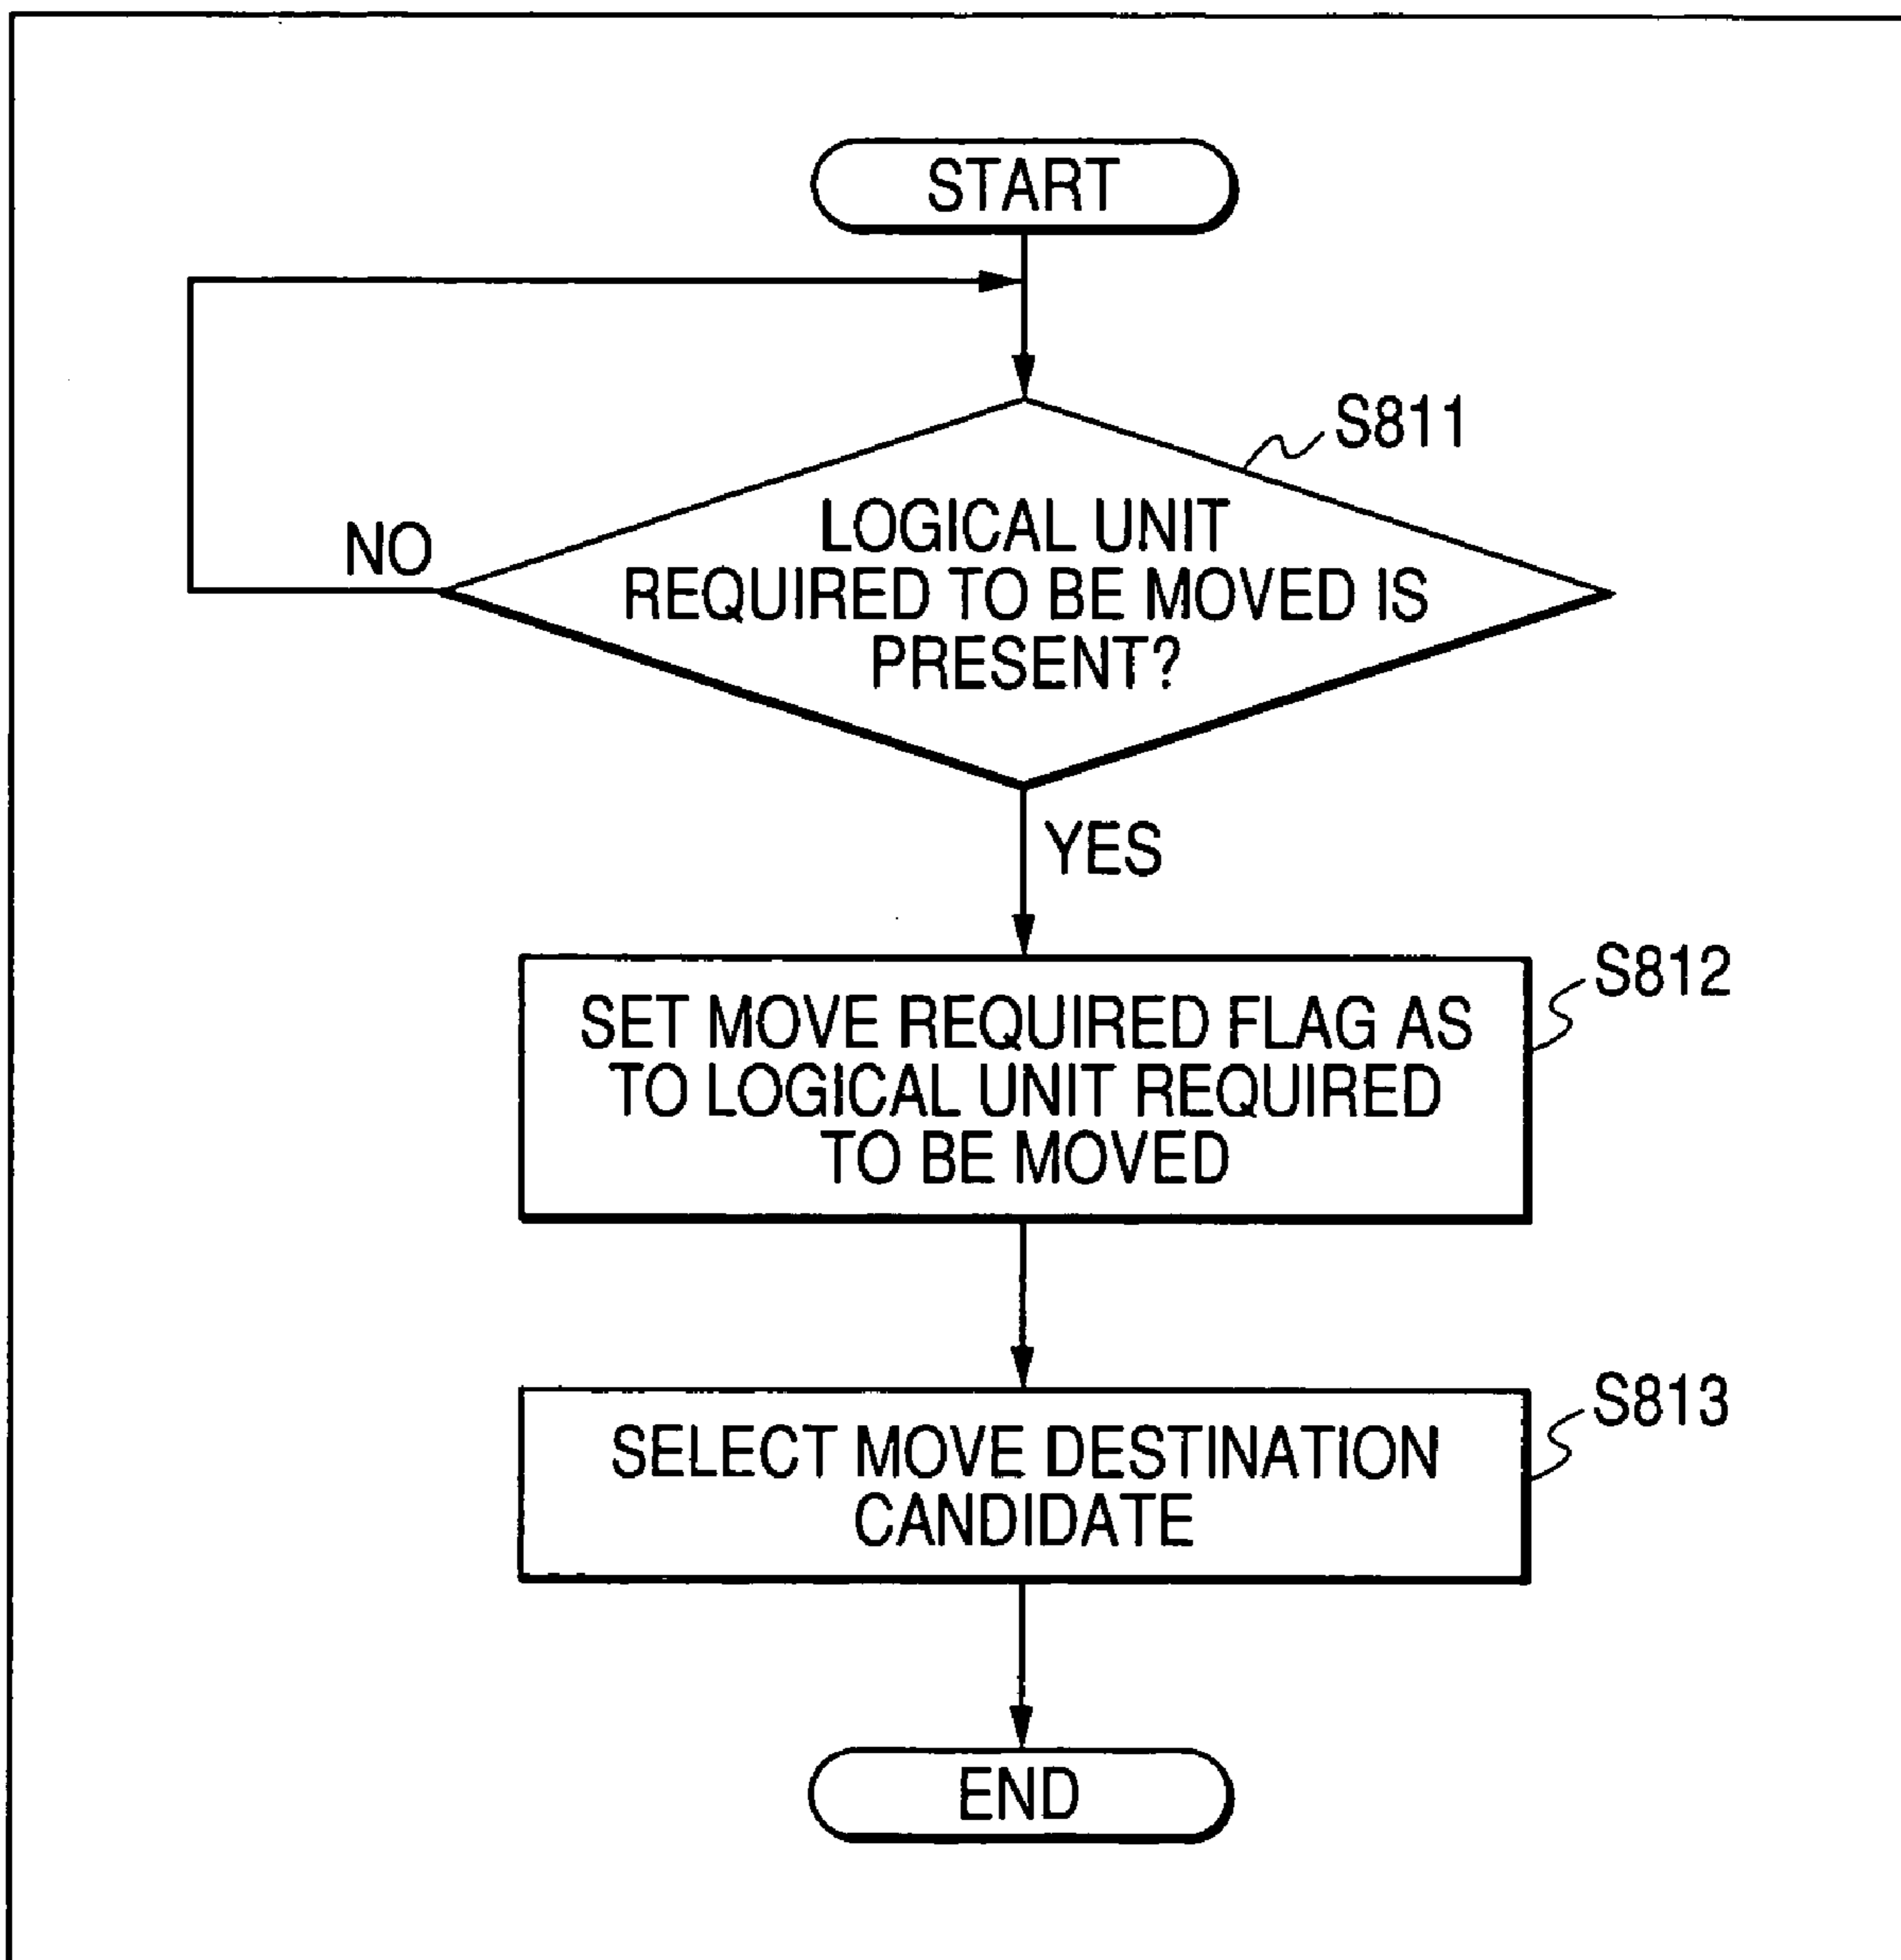 START
S811
LOGICAL UNIT
REQUIRED TO BE MOVED IS
PRESENT?
NO
YES
S812
SET MOVE REQUIRED FLAG AS
TO LOGICAL UNIT REQUIRED
TO BE MOVED
S813
SELECT MOVE DESTINATION
CANDIDATE
END